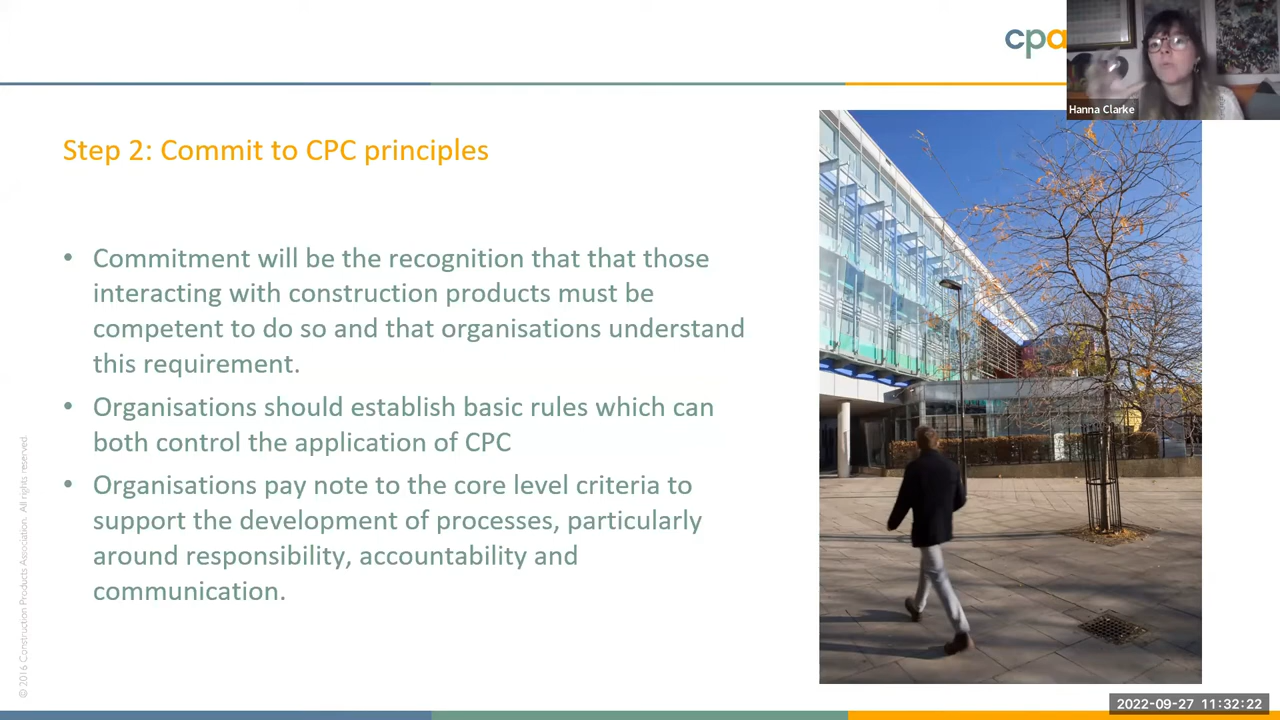 cpa
Hanna Clarke
Step 2: Commit to CPC principles
• Commitment will be the recognition that that those
interacting with construction products must be
competent to do so and that organisations understand
this requirement.
• Organisations should establish basic rules which can
both control the application of CPC
• Organisations pay note to the core level criteria to
support the development of processes, particularly
around responsibility, accountability and
communication.
© 2016 Construction Products Association. All rights reserved.
2022-09-27 11:32:22